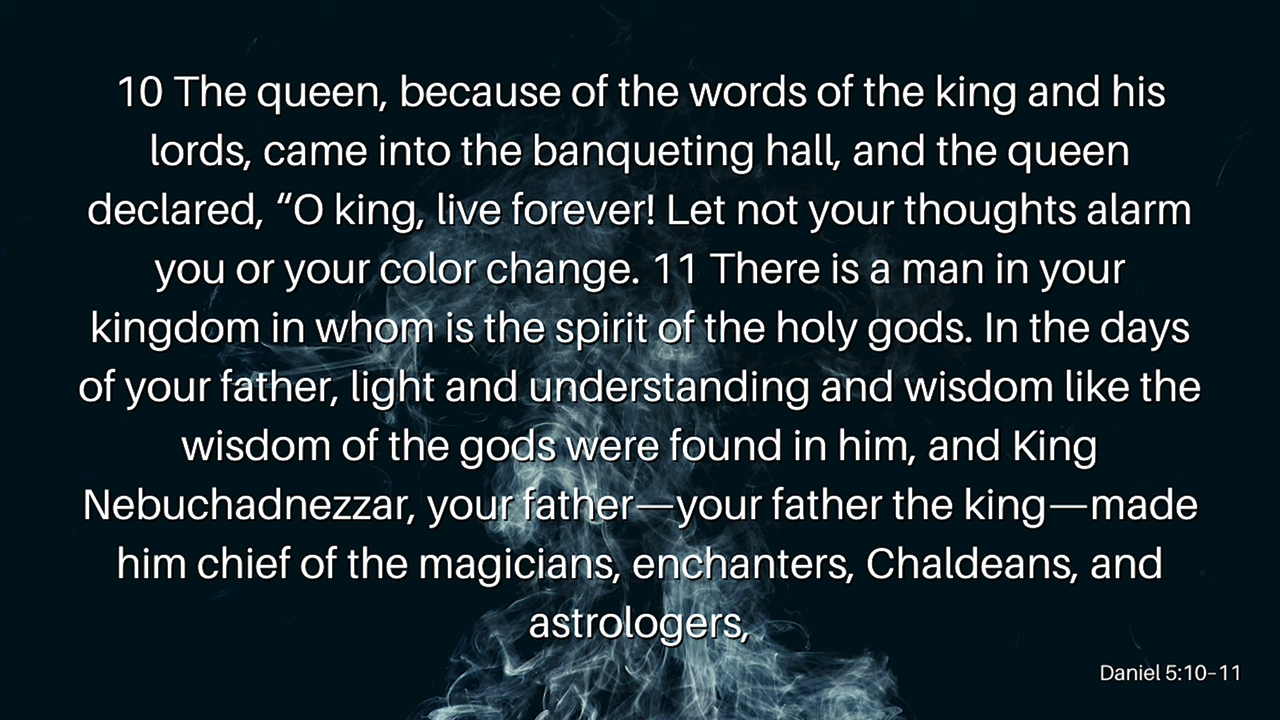 10 The queen, because of the words of the king and his
lords, came into the banqueting hall, and the queen
declared, “O king, live forever! Let not your thoughts alarm
you or your color change. 11 There is a man in your
kingdom in whom is the spirit of the holy gods. In the days
of your father, light and understanding and wisdom like the
wisdom of the gods were found in him, and King
Nebuchadnezzar, your father—your father the king—made
him chief of the magicians, enchanters, Chaldeans, and
astrologers,
Daniel 5:10–11